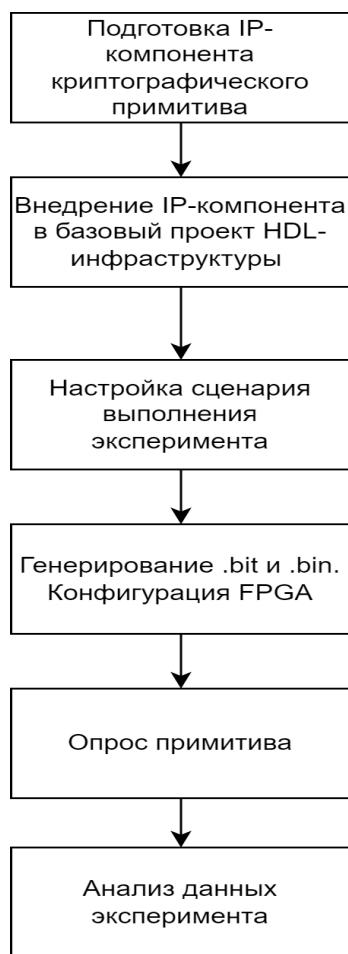 Подготовка IP-
компонента
криптографического
примитива
Внедрение IP-компонента
в базовый проект HDL-
инфраструктуры
Настройка сценария
выполнения
эксперимента
Генерирование .bit и .bin.
Конфигурация FPGA
Опрос примитива
Анализ данных
эксперимента